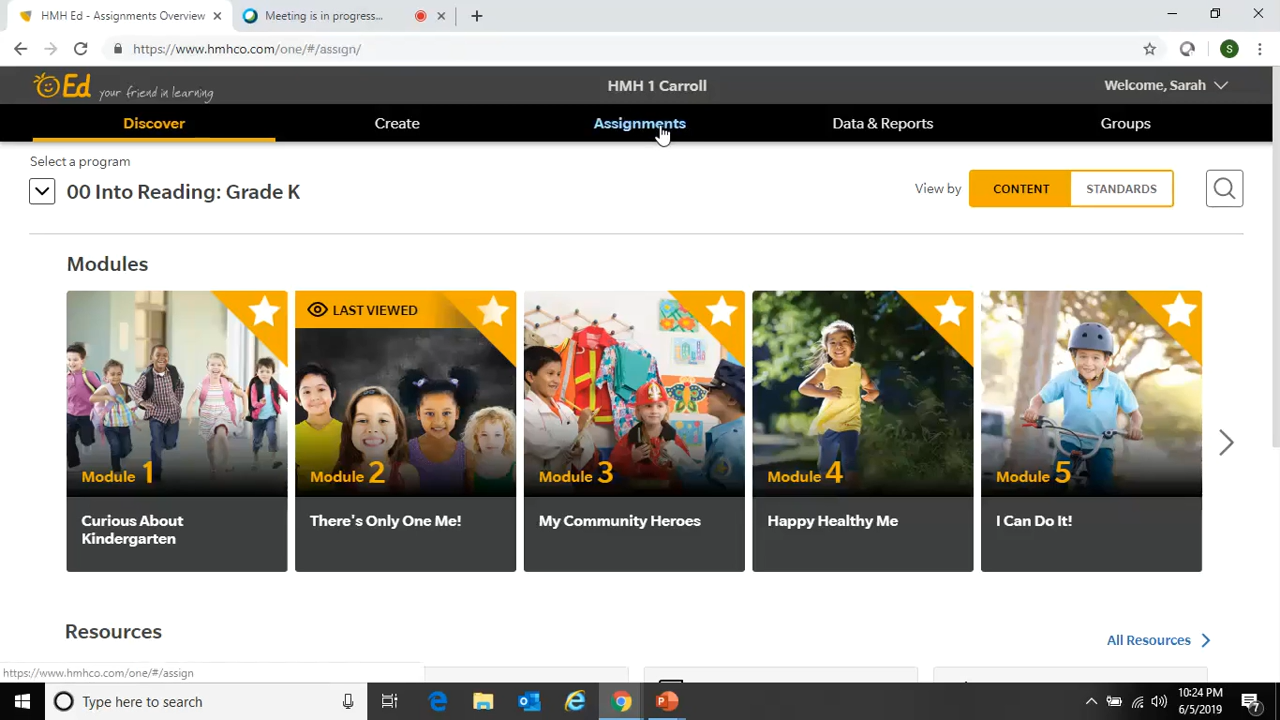 HMH Ed - Assignments Overview
Meeting is in progress...
https://www.hmhco.com/one/#/assign/
S
Ed your friend in learning
HMH 1 Carroll
Welcome, Sarah
Discover
Create
Assignments
Data & Reports
Groups
Select a program
00 Into Reading: Grade K
View by
CONTENT
STANDARDS
Modules
LAST VIEWED
Module 1
Module 2
Module 3
Module 4
Module 5
Curious About
Kindergarten
There's Only One Me!
My Community Heroes
Happy Healthy Me
I Can Do It!
Resources
All Resources
https://www.hmhco.com/one/#/assign
Type here to search
10:24 PM
6/5/2019
7